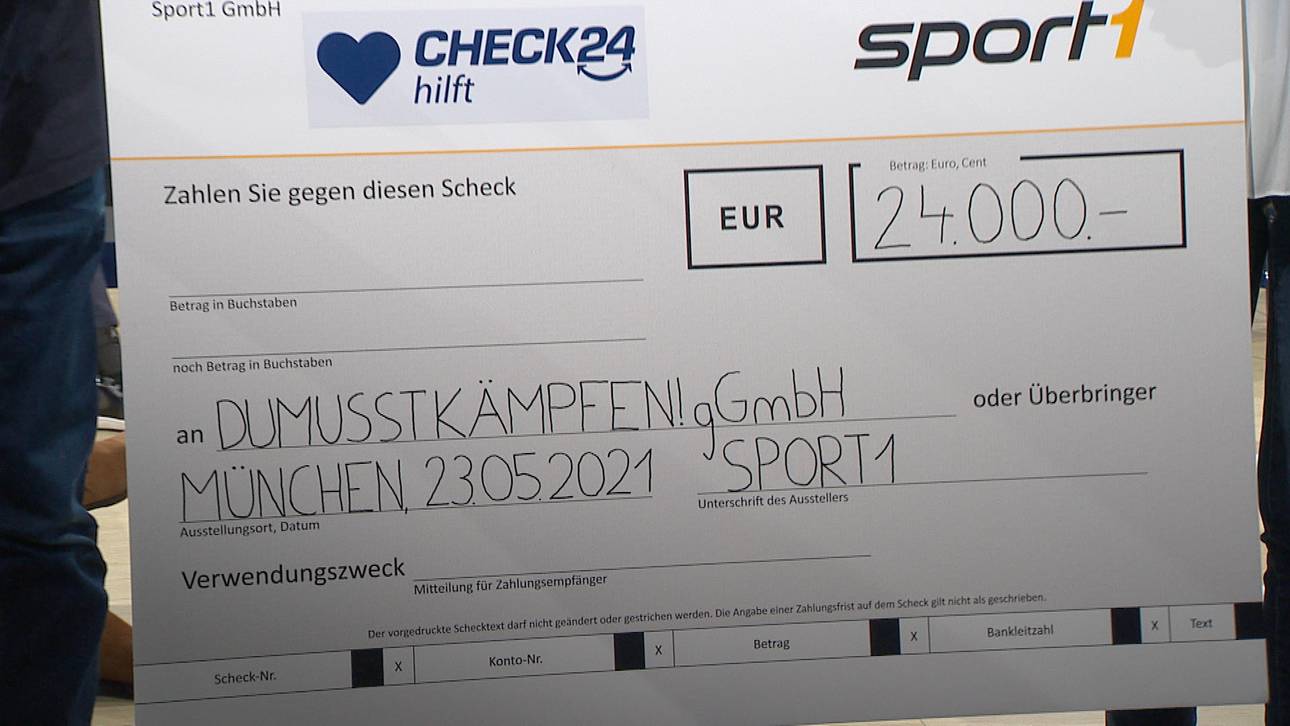 Sport1 GmbH
CHECK24
hilft
sport1
Zahlen Sie gegen diesen Scheck
EUR
Betrag: Euro, Cent
24.000.-
Betrag in Buchstaben
noch Betrag in Buchstaben
an DUMUSSTKÄMPFEN! gGmbH oder Überbringer
MÜNCHEN, 23.05.2021 SPORT1
Ausstellungsort, Datum Unterschrift des Ausstellers
Verwendungszweck
Mitteilung für Zahlungsempfänger
Der vorgedruckte Schecktext darf nicht geändert oder gestrichen werden. Die Angabe einer Zahlungsfrist auf dem Scheck gilt nicht als geschrieben.
Scheck-Nr. X Konto-Nr. X Betrag X Bankleitzahl X Text